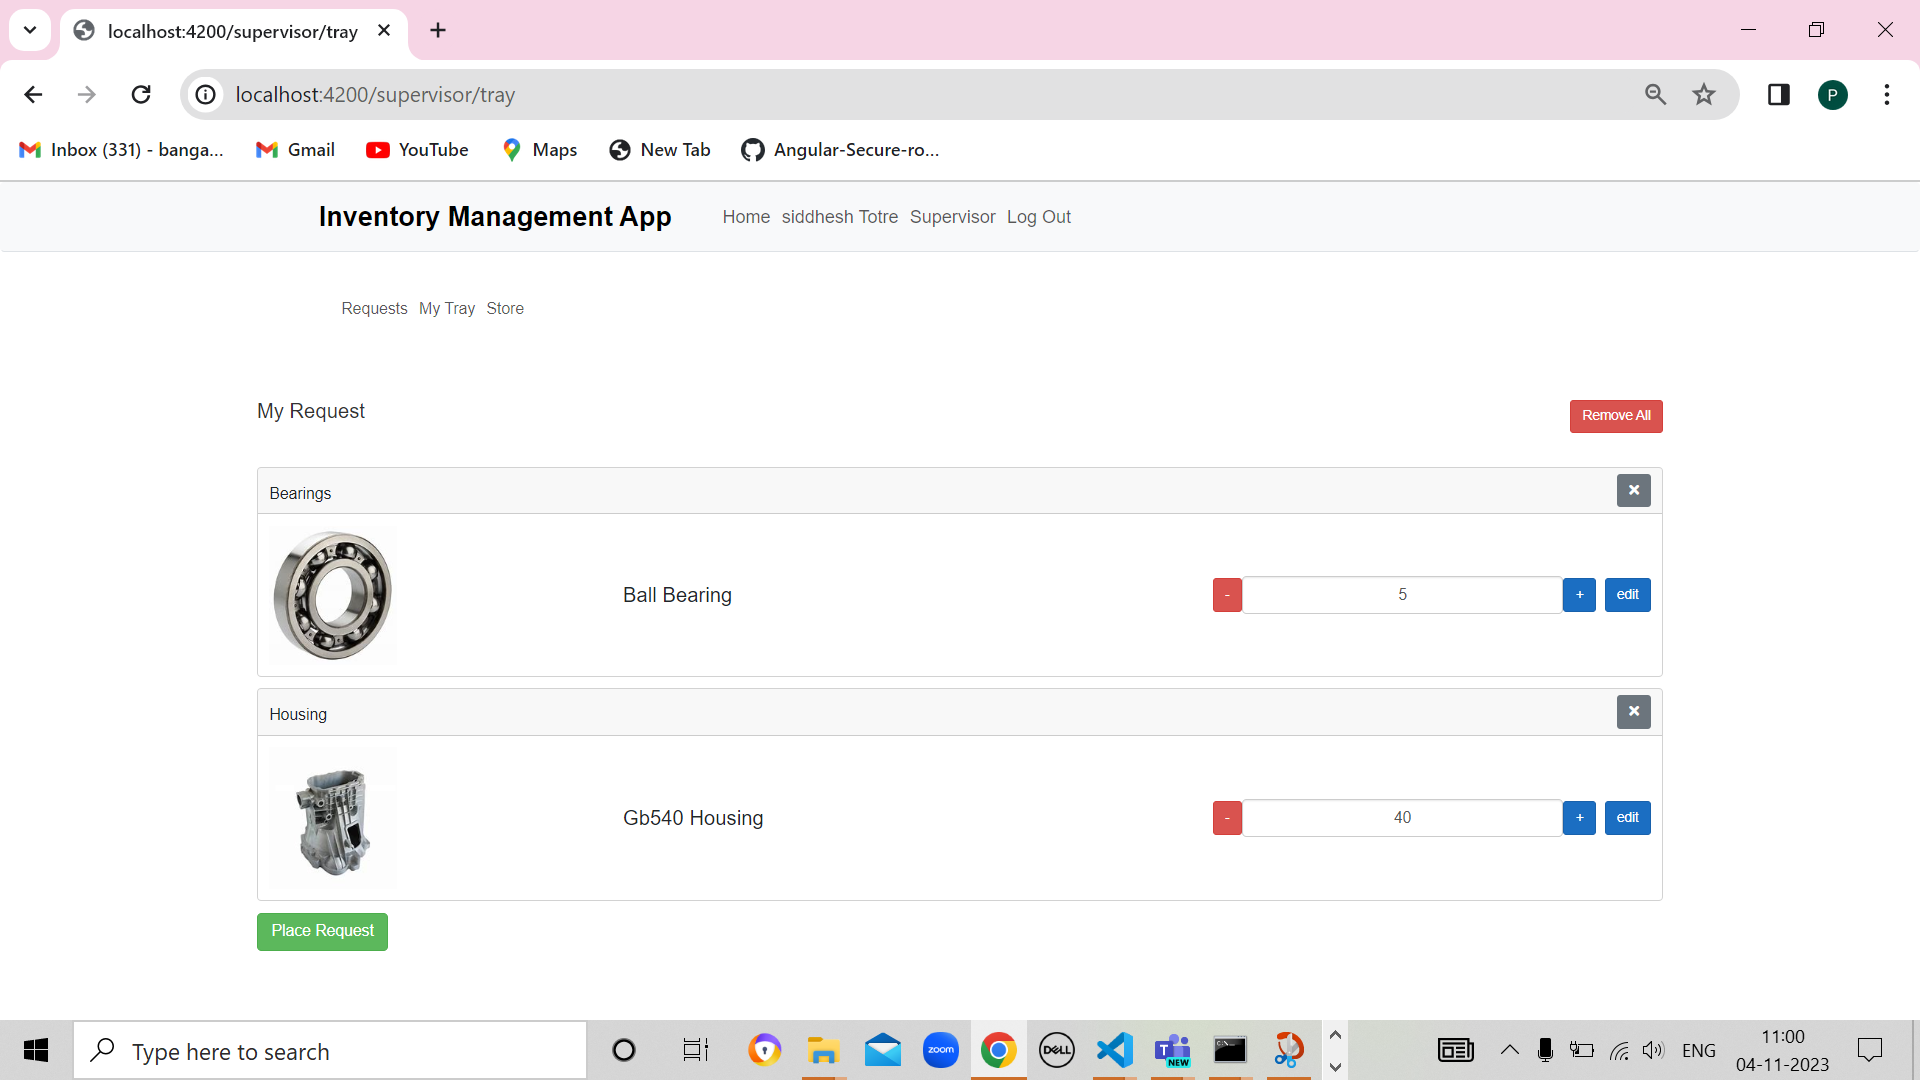 localhost:4200/supervisor/tray
localhost:4200/supervisor/tray
P
Inbox (331) - banga...
Gmail
YouTube
Maps
New Tab
Angular-Secure-ro...
Inventory Management App
Home siddhesh Totre Supervisor Log Out
Requests My Tray Store
My Request
Remove All
Bearings
Ball Bearing
-
5
+
edit
Housing
Gb540 Housing
-
40
+
edit
Place Request
Type here to search
zoom
DELL
T
NEW
C:\
ENG
11:00
04-11-2023